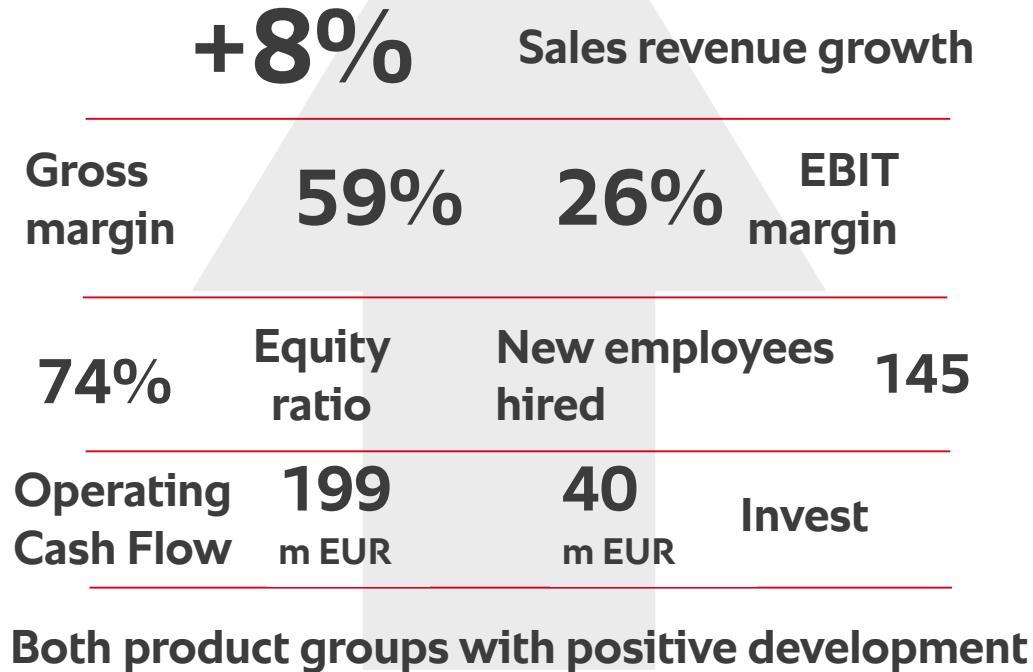 +8% Sales revenue growth
Gross
margin
59% 26%
EBIT
margin
74%
Equity
ratio
New employees
hired
145
Operating
Cash Flow
199
m EUR
40
m EUR
Invest
Both product groups with positive development